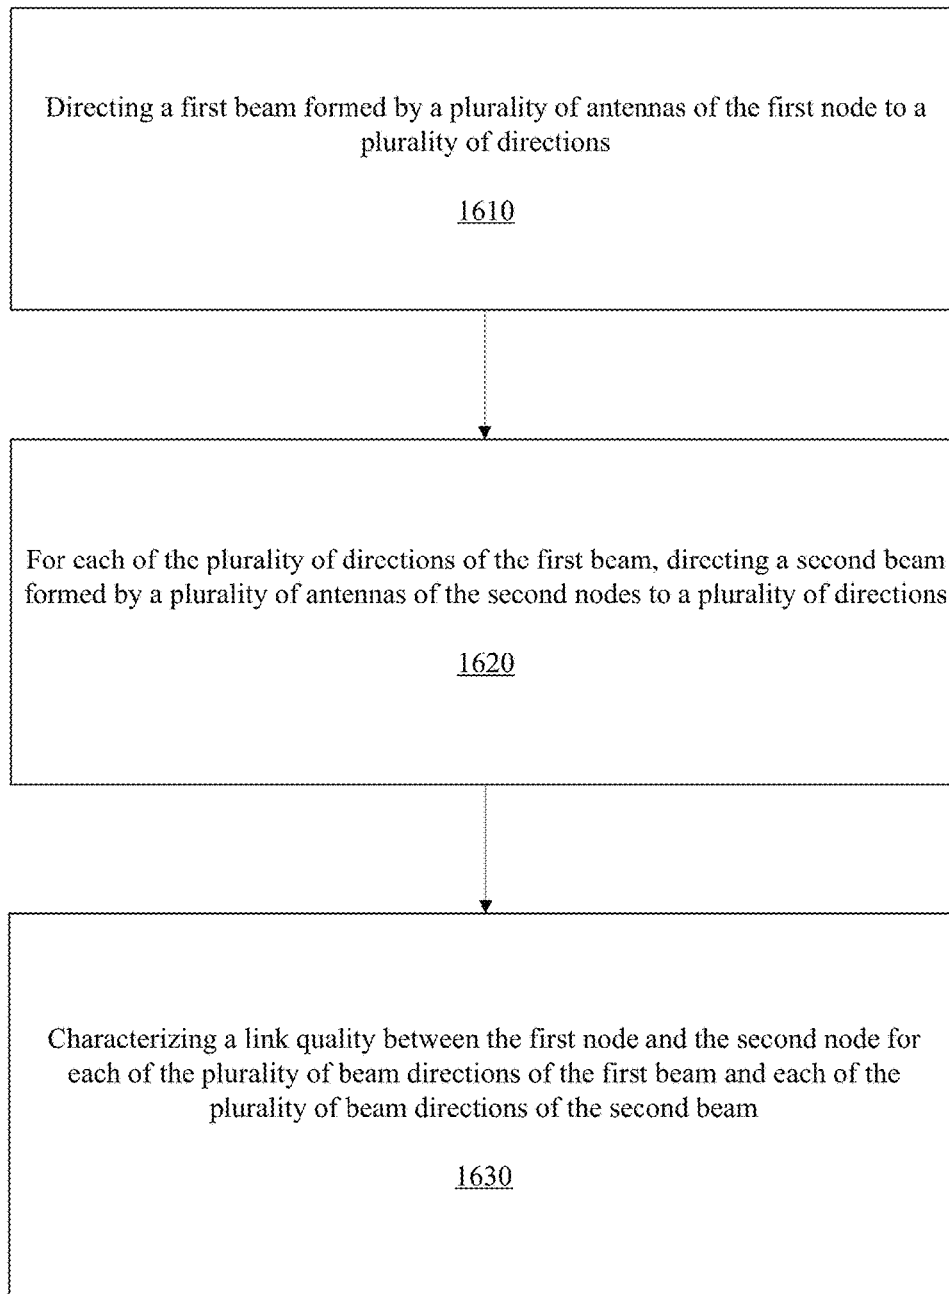 Directing a first beam formed by a plurality of antennas of the first node to a
plurality of directions
1610
For each of the plurality of directions of the first beam, directing a second beam
formed by a plurality of antennas of the second nodes to a plurality of directions
1620
Characterizing a link quality between the first node and the second node for
each of the plurality of beam directions of the first beam and each of the
plurality of beam directions of the second beam
1630